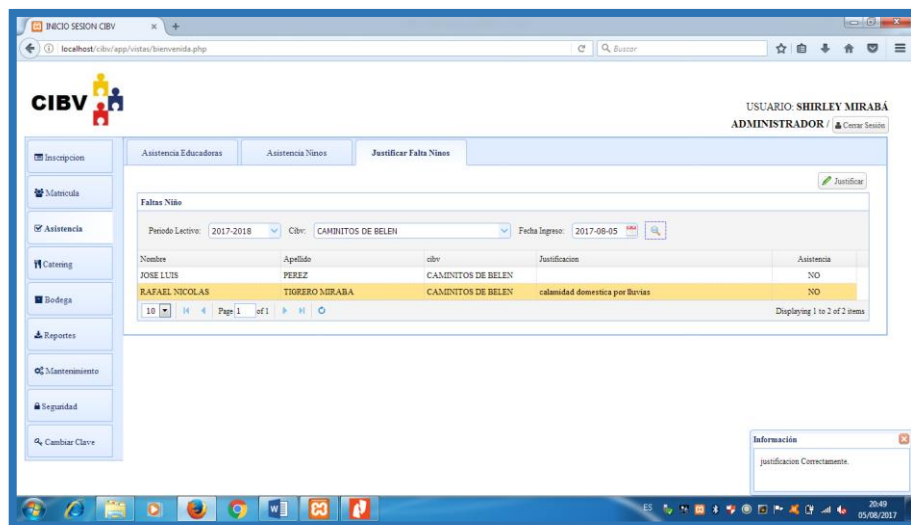 INICIO SESION CIBV
localhost/cibv/app/vistas/bienvenida.php
Buscar
CIBV
USUARIO: SHIRLEY MIRABÁ
ADMINISTRADOR / Cerrar Sesión
Inscripcion
Matricula
Asistencia
Catering
Bodega
Reportes
Mantenimiento
Seguridad
Cambiar Clave
Asistencia Educadoras Asistencia Ninos Justificar Falta Ninos
Justificar
Faltas Niño
Periodo Lectivo: 2017-2018 Cibv: CAMINITOS DE BELEN Fecha Ingreso: 2017-08-05
Nombre Apellido cibv Justificacion Asistencia
JOSE LUIS PEREZ CAMINITOS DE BELEN NO
RAFAEL NICOLAS TIGRERO MIRABA CAMINITOS DE BELEN calamidad domestica por lluvias NO
10 Page 1 of 1 Displaying 1 to 2 of 2 items
Información
justificacion Correctamente.
ES 20:49
05/08/2017